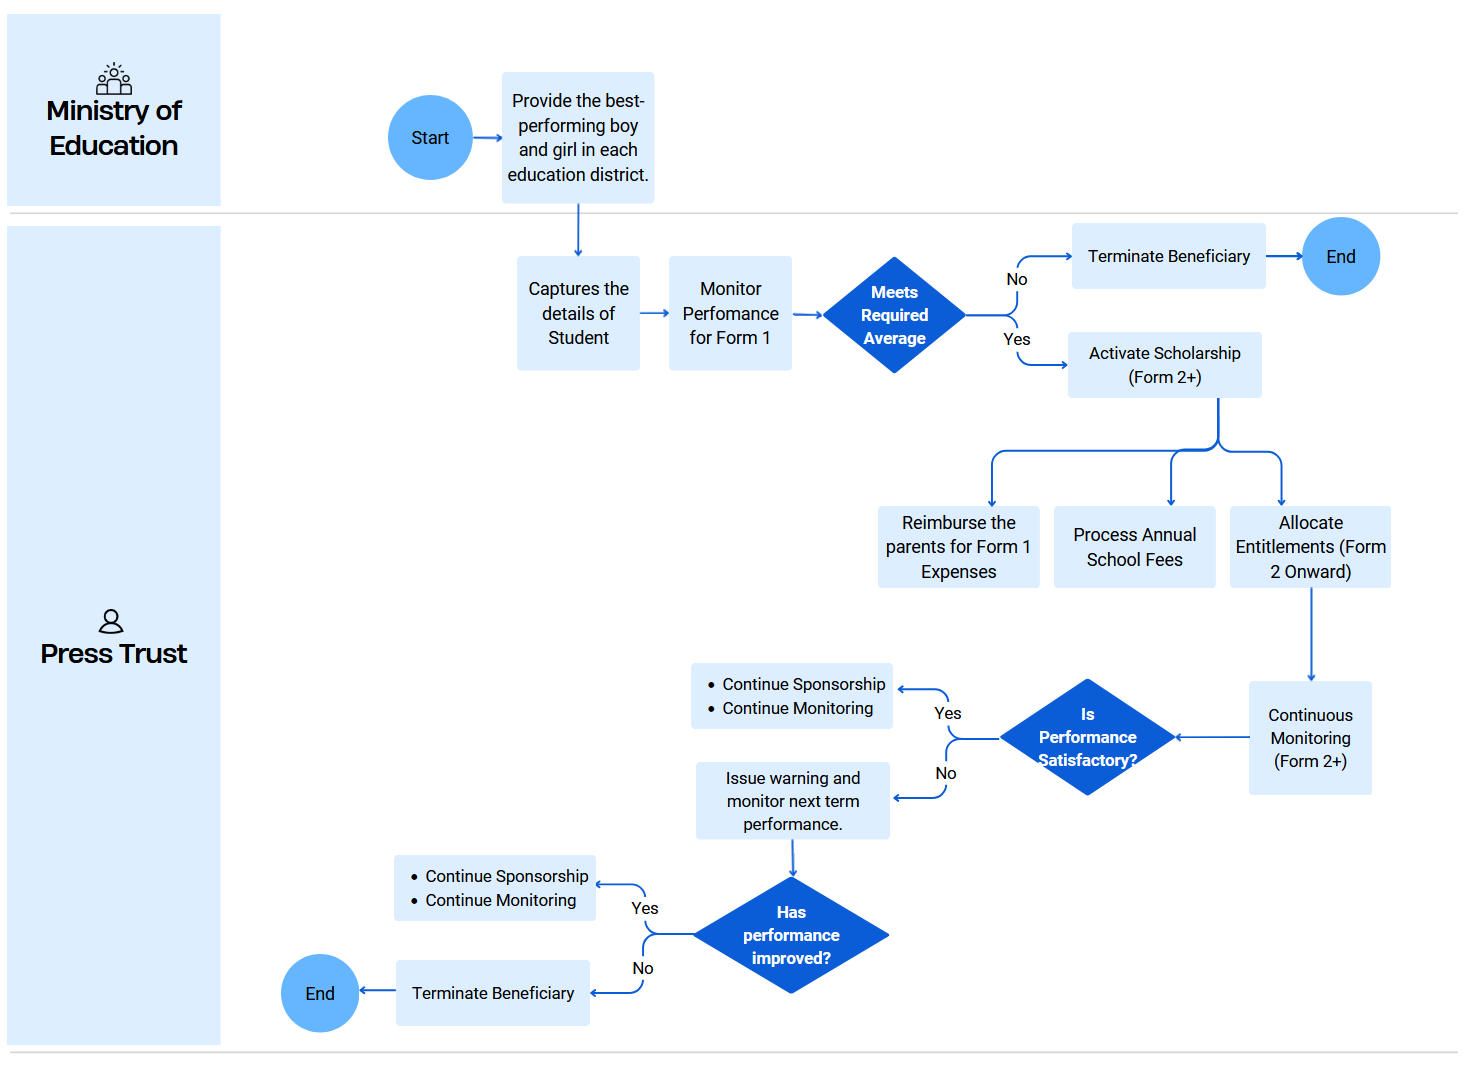 Ministry of
Education
Start
Provide the best-
performing boy
and girl in each
education district.
Press Trust
Captures the
details of
Student
Monitor
Perfomance
for Form 1
Meets
Required
Average
No
Terminate Beneficiary
End
Yes
Activate Scholarship
(Form 2+)
Reimburse the
parents for Form 1
Expenses
Process Annual
School Fees
Allocate
Entitlements (Form
2 Onward)
Continuous
Monitoring
(Form 2+)
Is
Performance
Satisfactory?
Yes
• Continue Sponsorship
• Continue Monitoring
No
Issue warning and
monitor next term
performance.
Has
performance
improved?
Yes
• Continue Sponsorship
• Continue Monitoring
No
Terminate Beneficiary
End